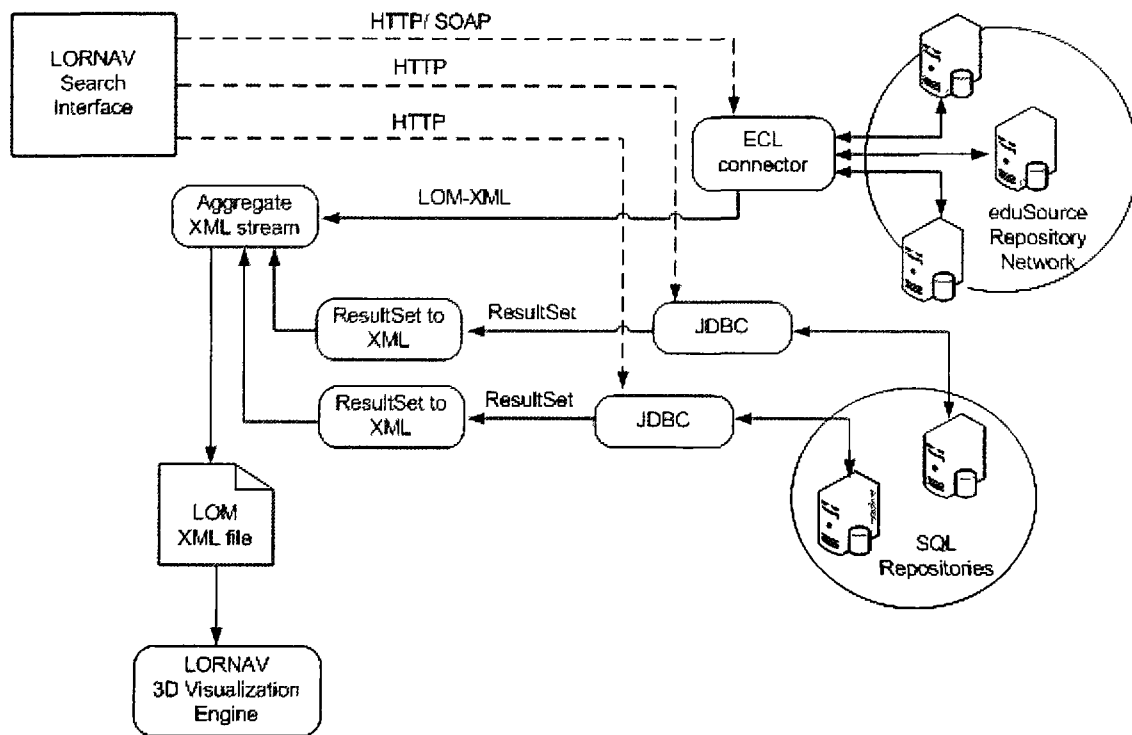 LORNAV
Search
Interface
HTTP/ SOAP
HTTP
HTTP
ECL
connector
eduSource
Repository
Network
LOM-XML
Aggregate
XML stream
ResultSet to
XML
ResultSet
JDBC
ResultSet to
XML
ResultSet
JDBC
LOM
XML file
SQL
Repositories
LORNAV
3D Visualization
Engine